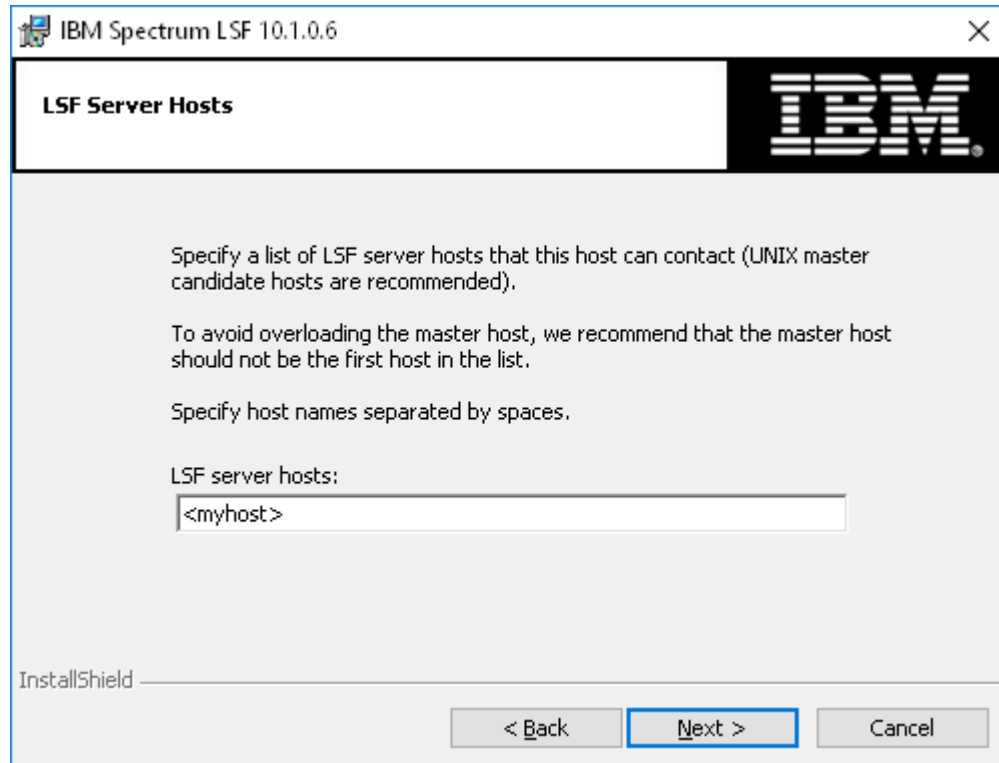 IBM Spectrum LSF 10.1.0.6
LSF Server Hosts
IBM®
Specify a list of LSF server hosts that this host can contact (UNIX master
candidate hosts are recommended).
To avoid overloading the master host, we recommend that the master host
should not be the first host in the list.
Specify host names separated by spaces.
LSF server hosts:
<myhost>
InstallShield
< Back
Next >
Cancel